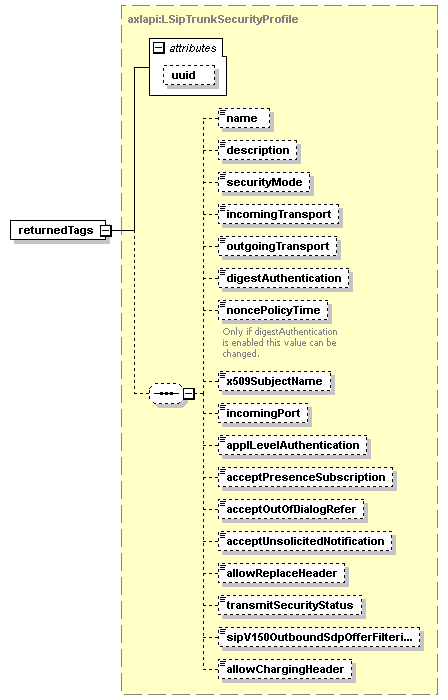 axlapi:LSipTrunkSecurityProfile
attributes
uuid
name
description
securityMode
incomingTransport
returnedTags
outgoingTransport
digestAuthentication
noncePolicyTime
Only if digestAuthentication
is enabled this value can be
changed.
x509SubjectName
incomingPort
applLevelAuthentication
acceptPresenceSubscription
acceptOutOfDialogRefer
acceptUnsolicitedNotification
allowReplaceHeader
transmitSecurityStatus
sipV150OutboundSdpOfferFilteri...
allowChargingHeader